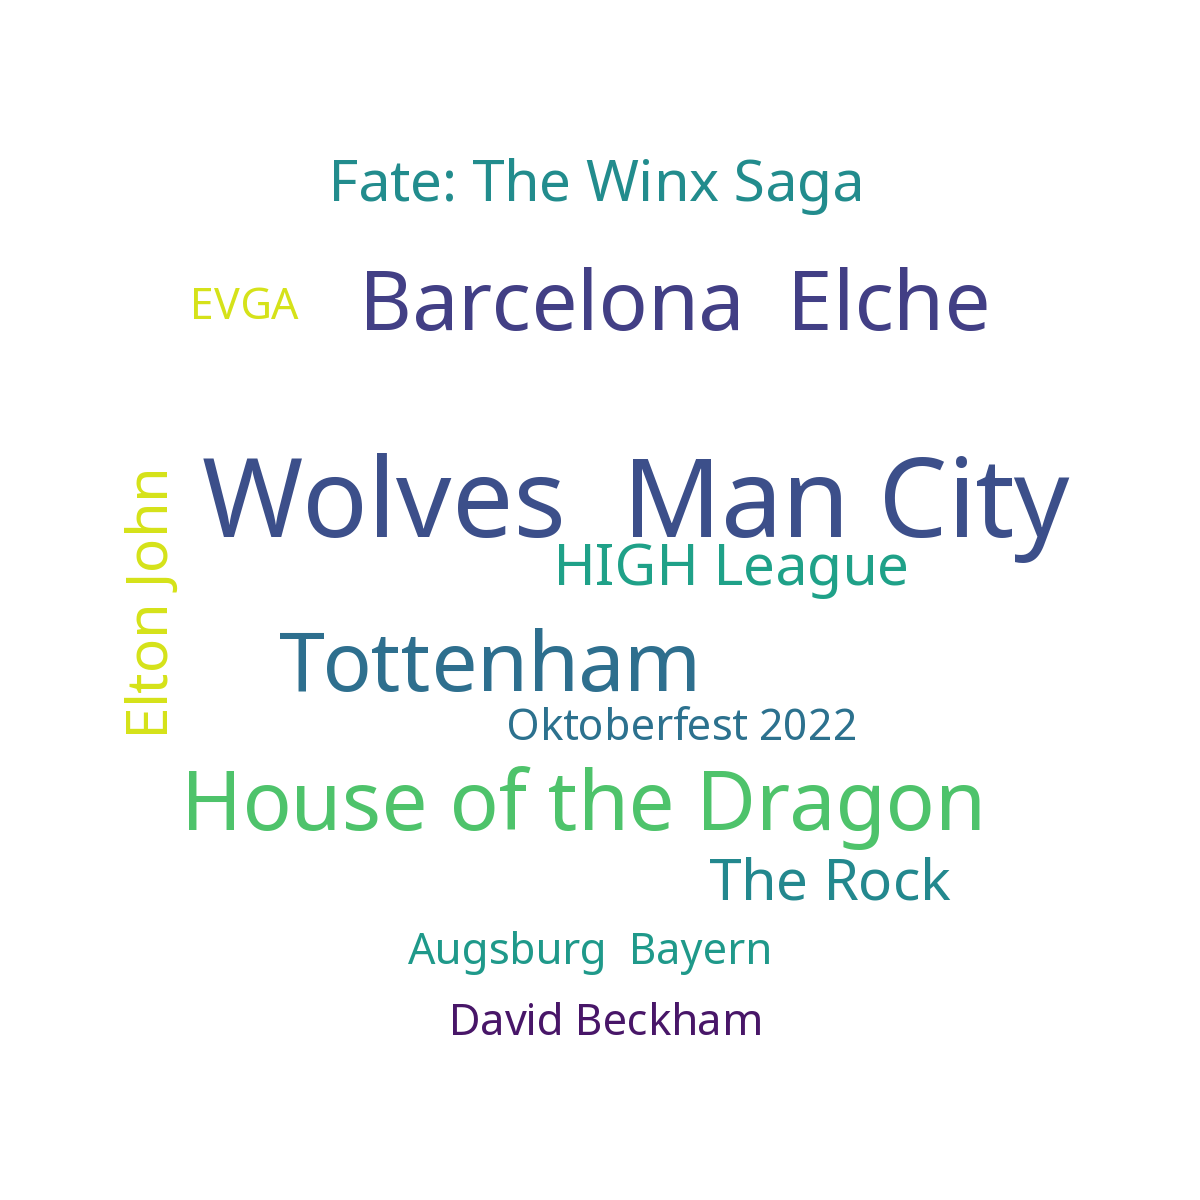 Fate: The Winx Saga
EVGA
Barcelona  Elche
Wolves  Man City
HIGH League
Elton John
Tottenham
Oktoberfest 2022
House of the Dragon
The Rock
Augsburg  Bayern
David Beckham